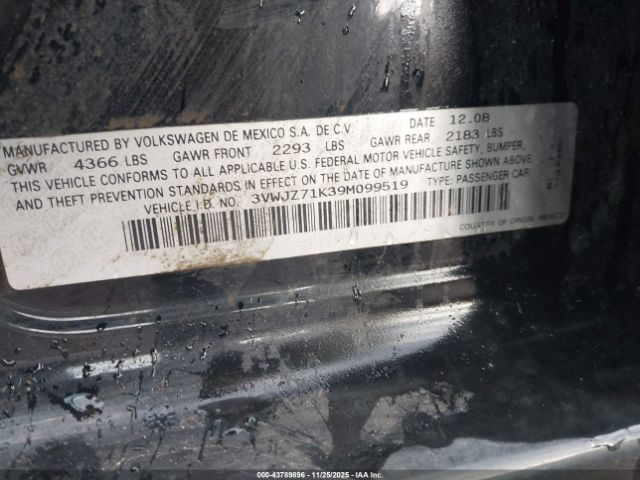 MANUFACTURED BY VOLKSWAGEN DE MEXICO S.A. DE C.V. DATE 12.08
GVWR 4366 LBS GAWR FRONT 2293 LBS GAWR REAR 2183 LBS
THIS VEHICLE CONFORMS TO ALL APPLICABLE U.S. FEDERAL MOTOR VEHICLE SAFETY, BUMPER,
AND THEFT PREVENTION STANDARDS IN EFFECT ON THE DATE OF MANUFACTURE SHOWN ABOVE.
VEHICLE I.D. NO. 3VWJZ71K39M099519 TYPE: PASSENGER CAR
COUNTRY OF ORIGIN: MEXICO
000-43789896 - 11/25/2025 - IAA Inc.